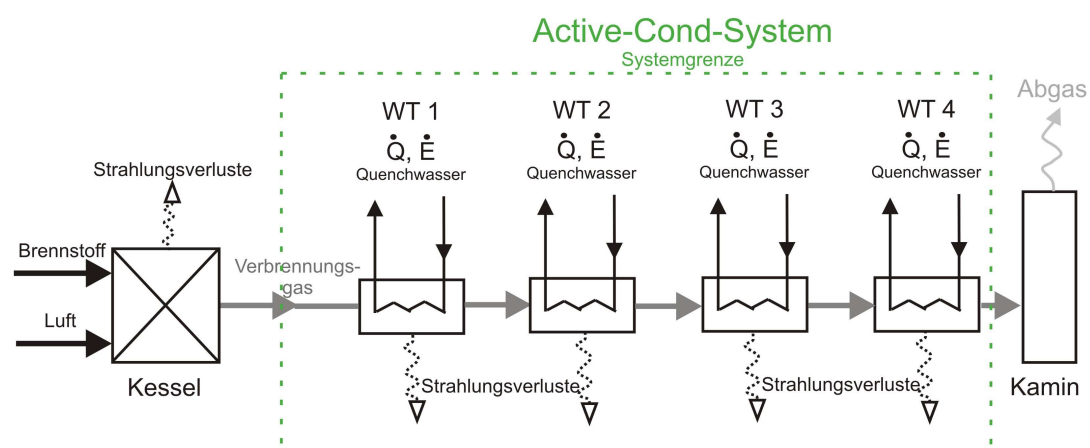 Active-Cond-System
Systemgrenze
Abgas
WT 1
WT 2
WT 3
WT 4
Q̇, Ė
Q̇, Ė
Q̇, Ė
Q̇, Ė
Quenchwasser
Quenchwasser
Quenchwasser
Quenchwasser
Strahlungsverluste
Brennstoff
Verbrennungs-
gas
Luft
Strahlungsverluste
Strahlungsverluste
Kessel
Kamin